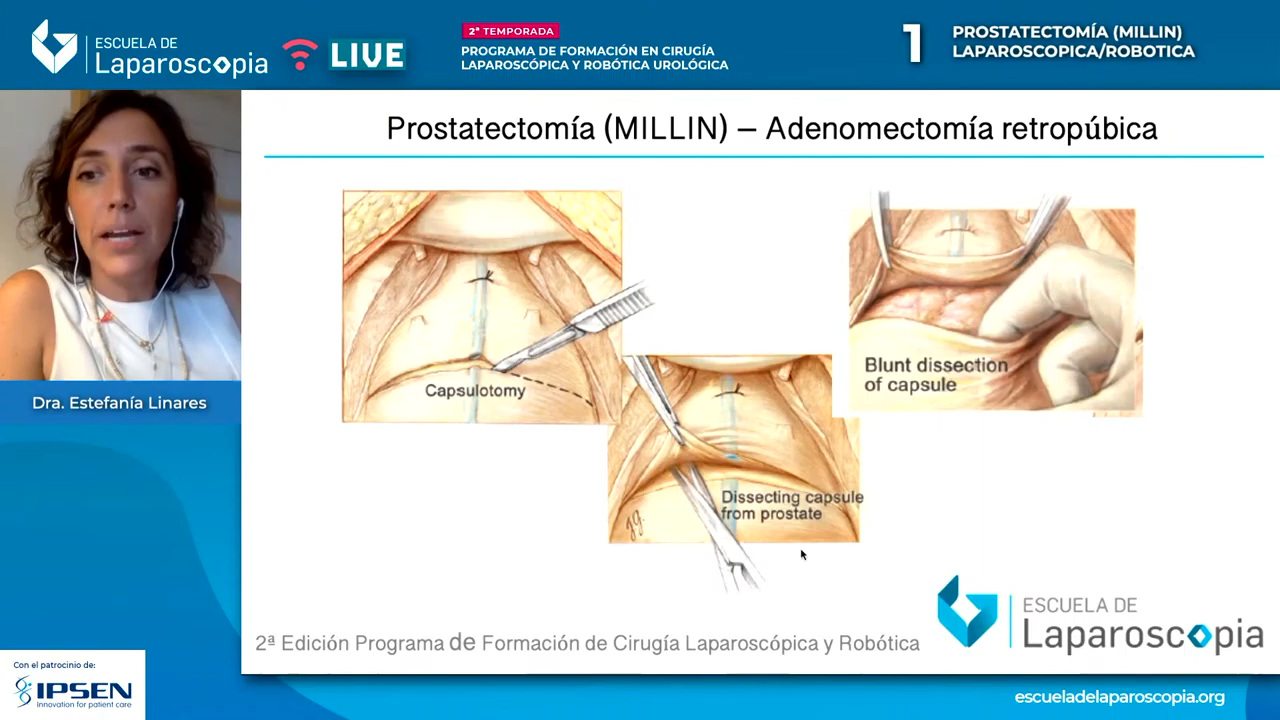 ESCUELA DE
Laparoscopia
LIVE
2ª TEMPORADA
PROGRAMA DE FORMACIÓN EN CIRUGÍA
LAPAROSCÓPICA Y ROBÓTICA UROLÓGICA
1
PROSTATECTOMÍA (MILLIN)
LAPAROSCOPICA/ROBOTICA
Prostatectomía (MILLIN) – Adenomectomía retropúbica
Capsulotomy
Dissecting capsule
from prostate
Blunt dissection
of capsule
Dra. Estefanía Linares
2ª Edición Programa de Formación de Cirugía Laparoscópica y Robótica
ESCUELA DE
Laparoscopia
Con el patrocinio de:
IPSEN
Innovation for patient care
escueladelaparoscopia.org